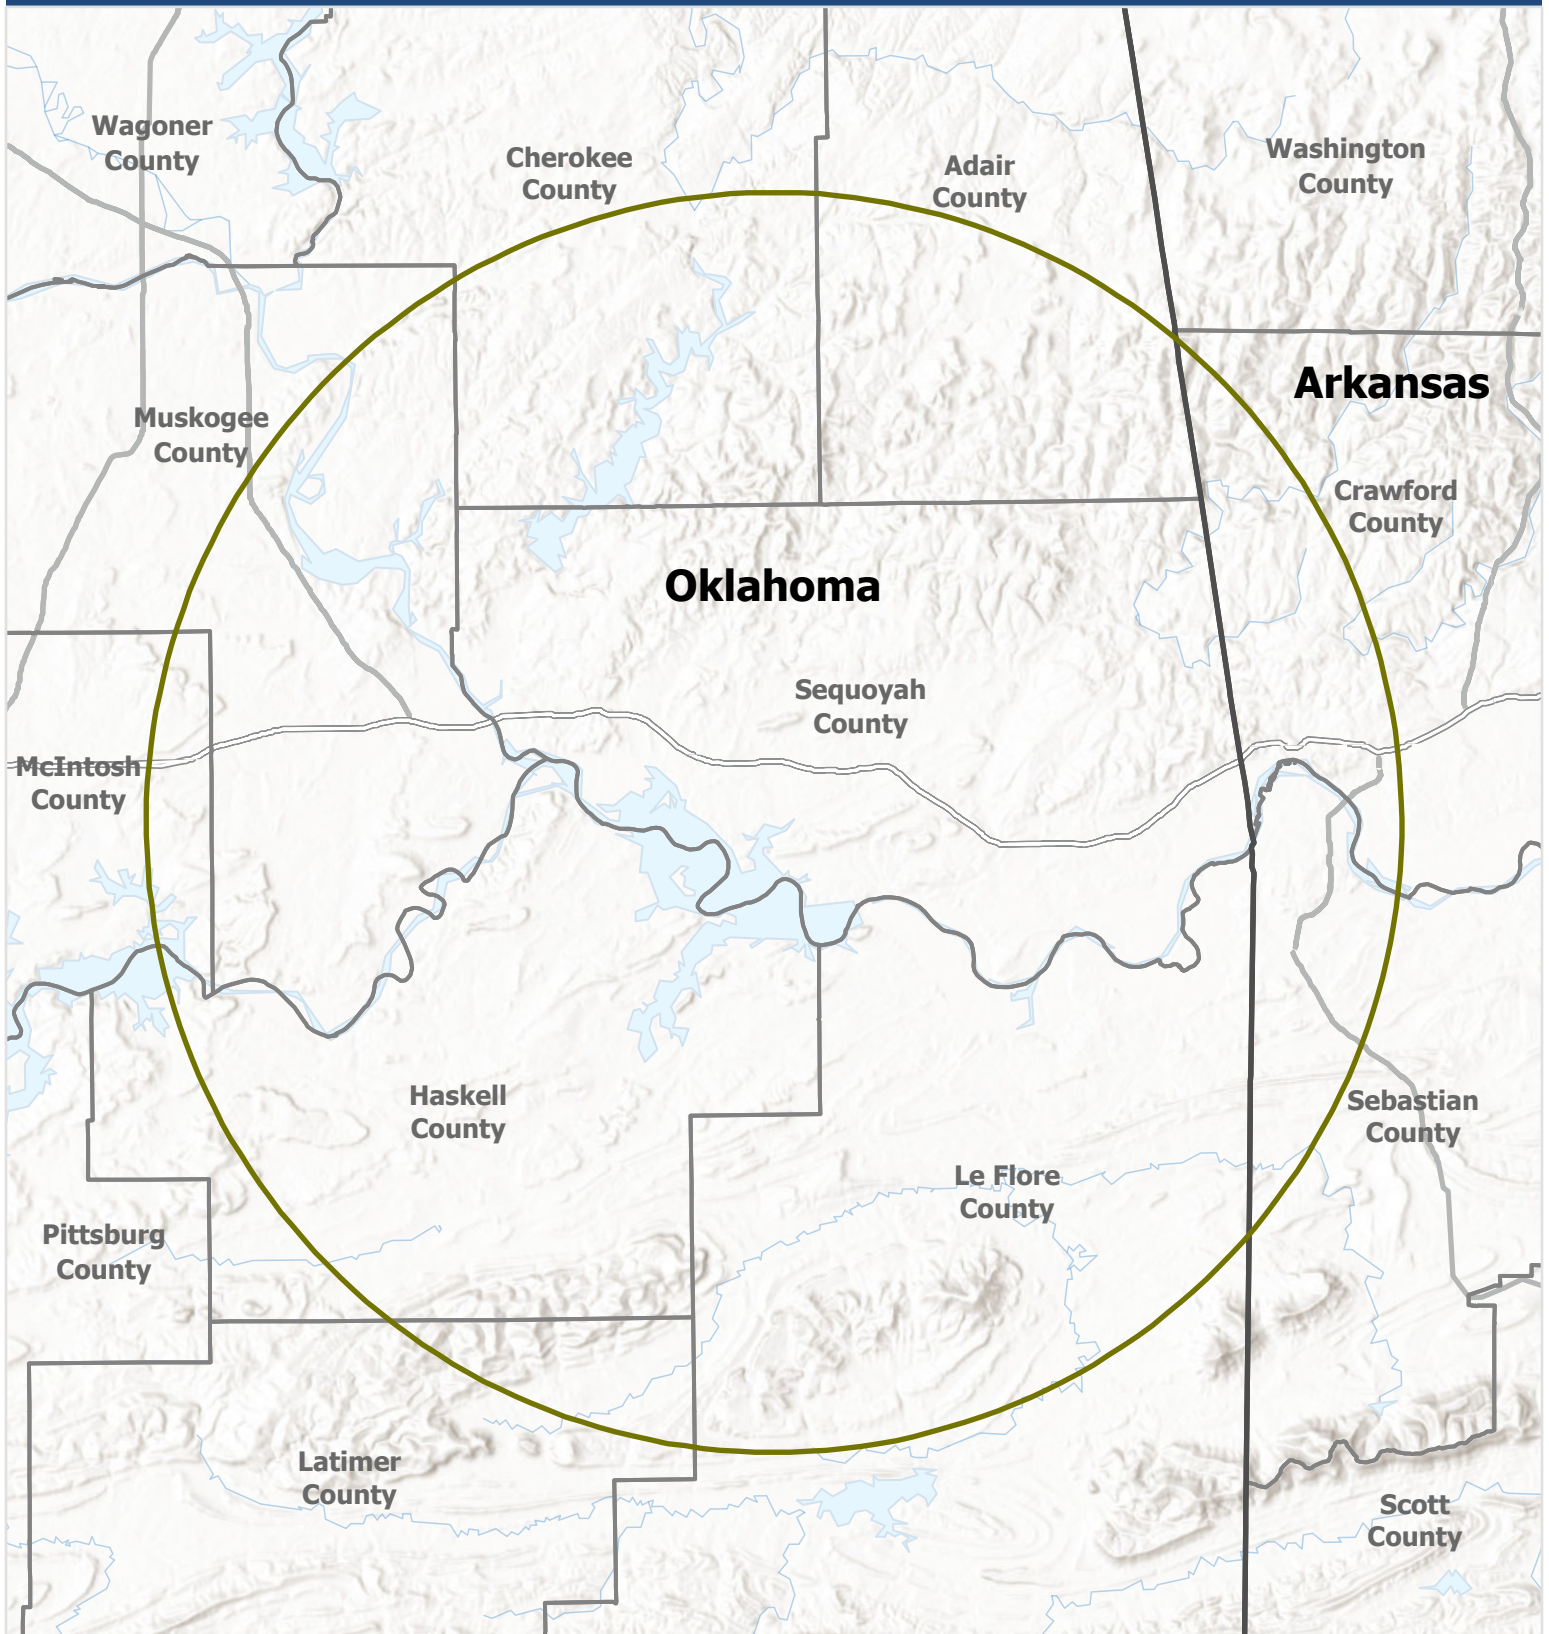 Wagoner
County
Cherokee
County
Adair
County
Washington
County
Arkansas
Muskogee
County
Crawford
County
Oklahoma
Sequoyah
County
McIntosh
County
Haskell
County
Sebastian
County
Le Flore
County
Pittsburg
County
Latimer
County
Scott
County